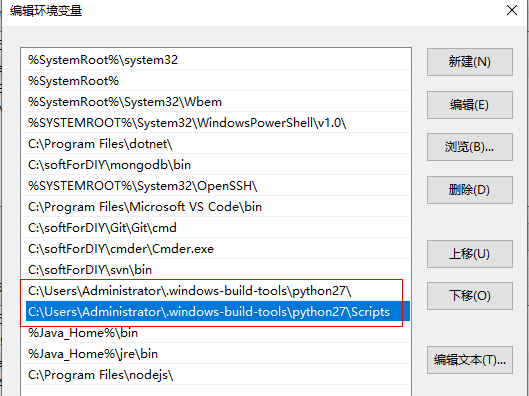 编辑环境变量
%SystemRoot%\system32
%SystemRoot%
%SystemRoot%\System32\Wbem
%SYSTEMROOT%\System32\WindowsPowerShell\v1.0\
C:\Program Files\dotnet\
C:\softForDIY\mongodb\bin
%SYSTEMROOT%\System32\OpenSSH\
C:\Program Files\Microsoft VS Code\bin
C:\softForDIY\Git\Git\cmd
C:\softForDIY\cmder\Cmder.exe
C:\softForDIY\svn\bin
C:\Users\Administrator\.windows-build-tools\python27\
C:\Users\Administrator\.windows-build-tools\python27\Scripts
%Java_Home%\bin
%Java_Home%\jre\bin
C:\Program Files\nodejs\
新建(N)
编辑(E)
浏览(B)...
删除(D)
上移(U)
下移(O)
编辑文本(T)...